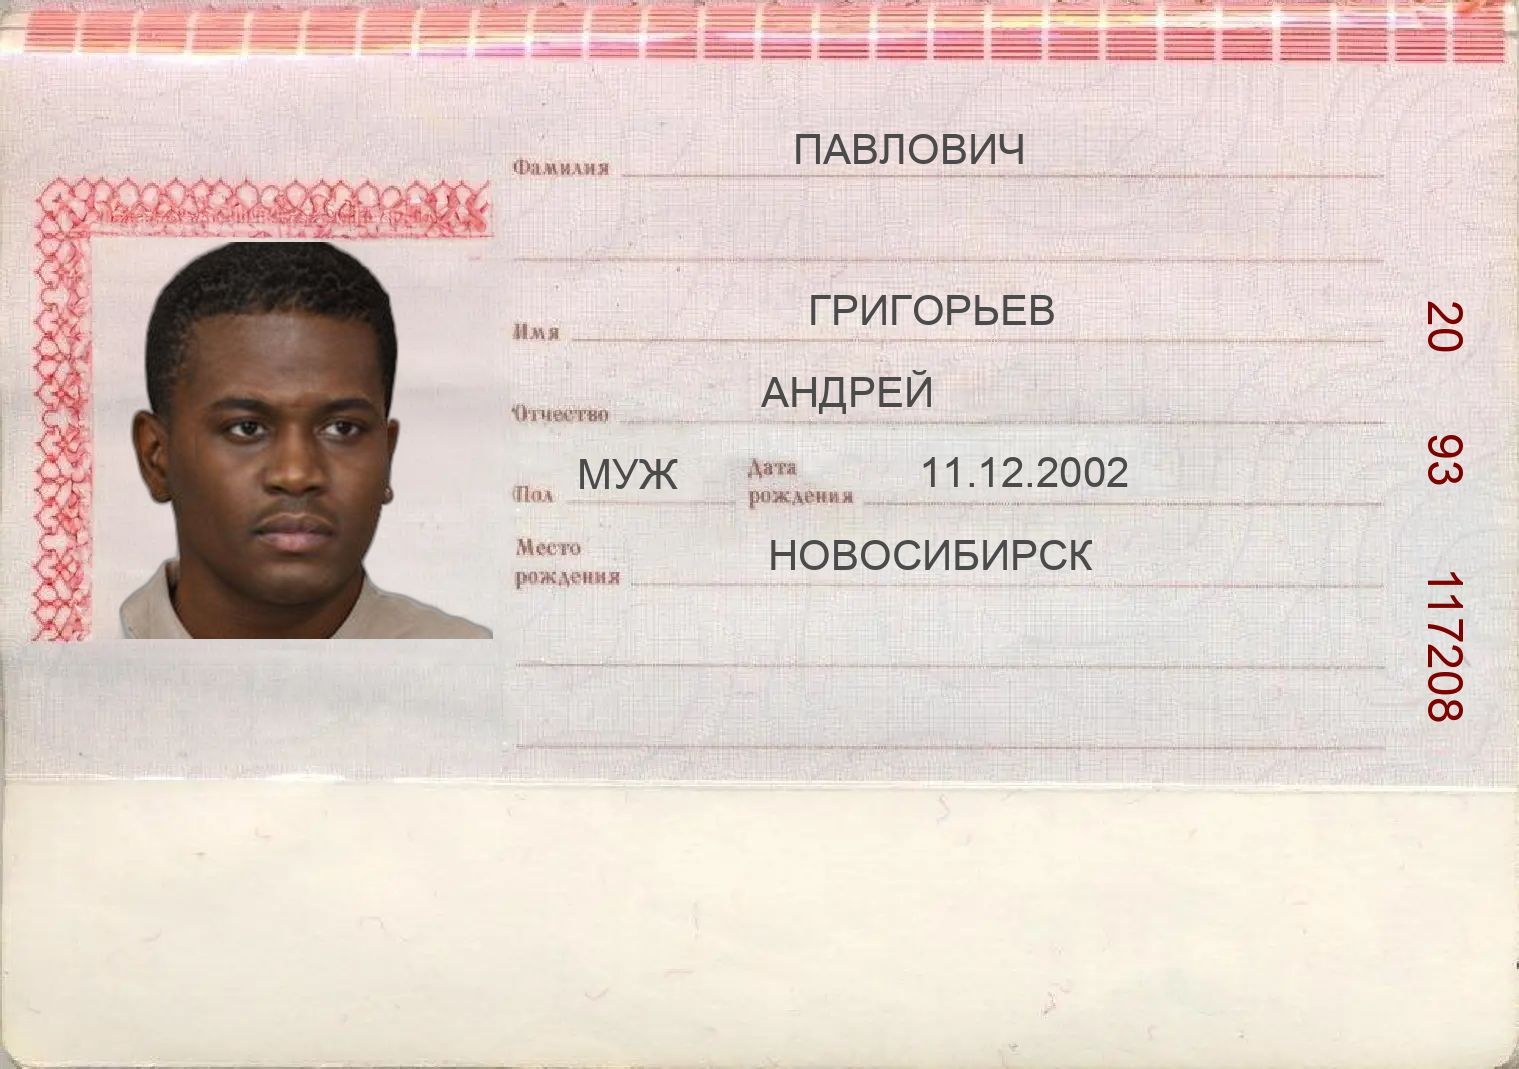 Фамилия ПАВЛОВИЧ
Имя ГРИГОРЬЕВ
Отчество АНДРЕЙ
Пол МУЖ Дата рождения 11.12.2002
Место рождения НОВОСИБИРСК
20 93 117208